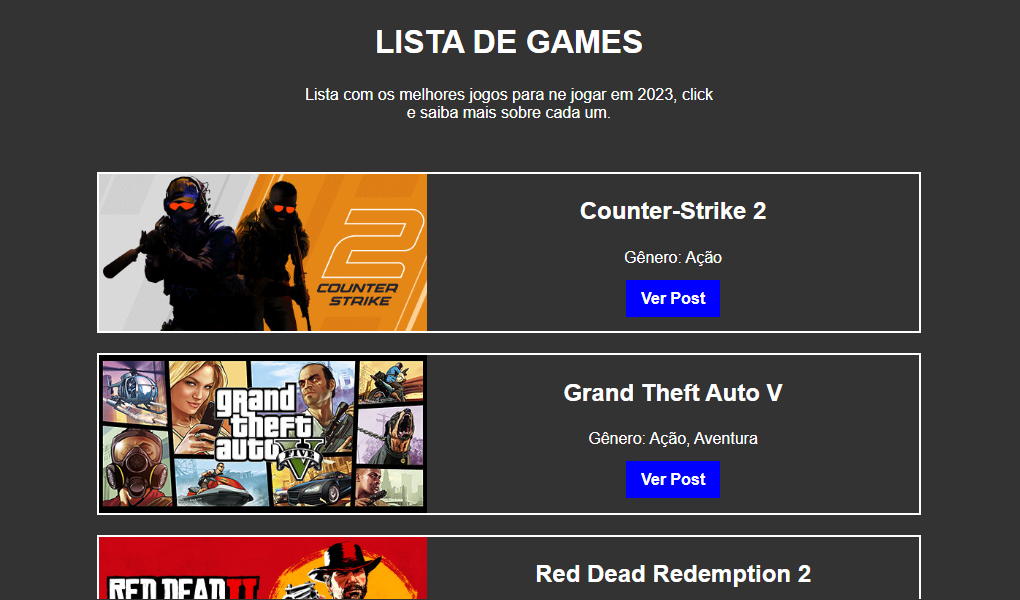 LISTA DE GAMES
Lista com os melhores jogos para ne jogar em 2023, click
e saiba mais sobre cada um.
2
COUNTER
STRIKE
Counter-Strike 2
Gênero: Ação
Ver Post
grand
theft
auto V
FIVE
Grand Theft Auto V
Gênero: Ação, Aventura
Ver Post
RED DEAD II
Red Dead Redemption 2